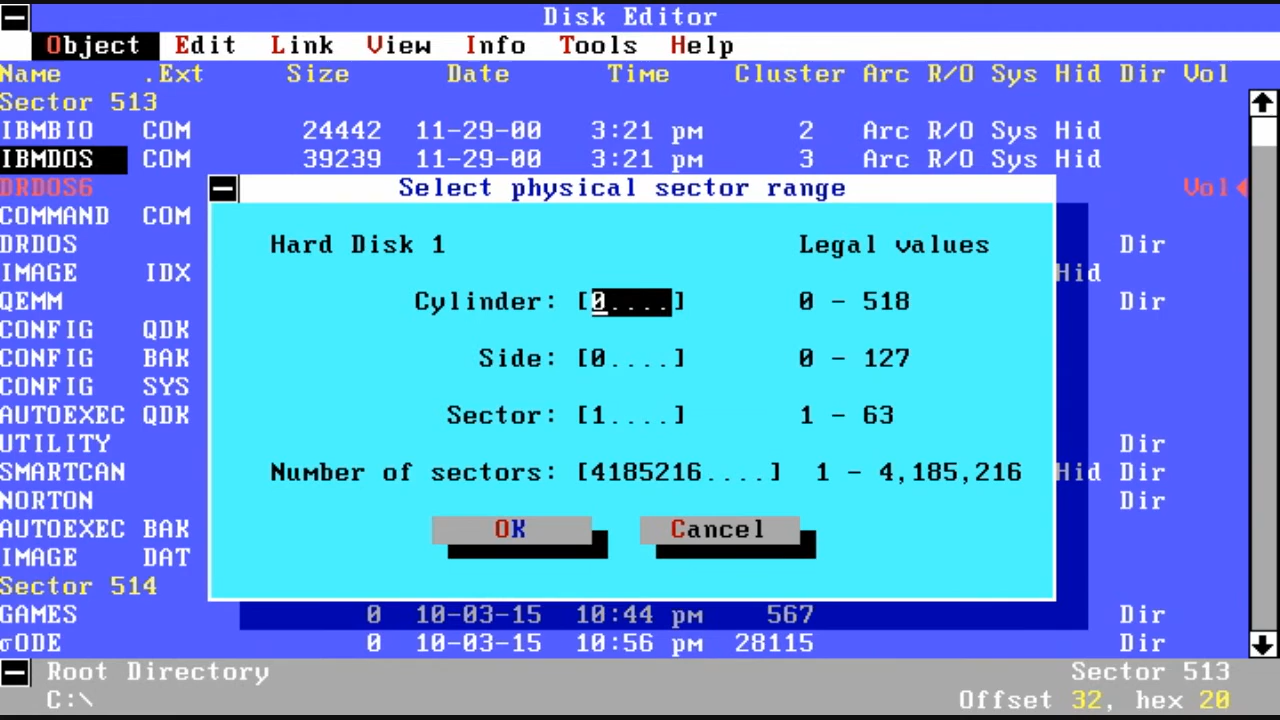 Disk Editor
Object Edit Link View Info Tools Help
Name .Ext Size Date Time Cluster Arc R/O Sys Hid Dir Vol
Sector 513
IBMBIO COM 24442 11-29-00 3:21 pm 2 Arc R/O Sys Hid
IBMDOS COM 39239 11-29-00 3:21 pm 3 Arc R/O Sys Hid
DRDOS6 Vol
Select physical sector range
COMMAND COM
DRDOS Dir
Hard Disk 1 Legal values
IMAGE IDX Hid
QEMM Dir
Cylinder: [0....] 0 - 518
CONFIG QDK
CONFIG BAK
Side: [0....] 0 - 127
CONFIG SYS
AUTOEXEC QDK
Sector: [1....] 1 - 63
UTILITY Dir
SMARTCAN Hid Dir
Number of sectors: [4185216....] 1 - 4,185,216
NORTON Dir
AUTOEXEC BAK
OK Cancel
IMAGE DAT
Sector 514
GAMES 0 10-03-15 10:44 pm 567 Dir
σODE 0 10-03-15 10:56 pm 28115 Dir
Root Directory Sector 513
C:\ Offset 32, hex 20